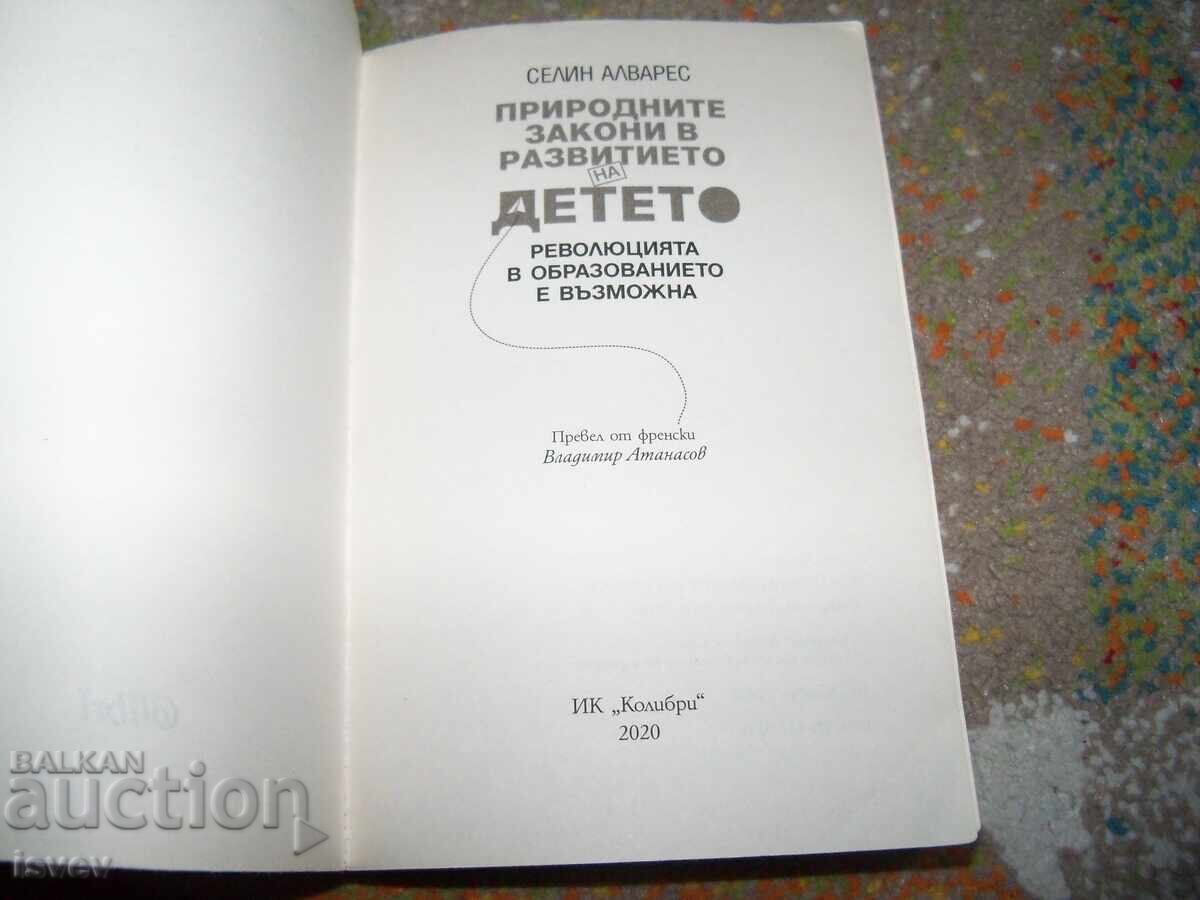 СЕЛИН АЛВАРЕС
ПРИРОДНИТЕ
ЗАКОНИ В
РАЗВИТИЕТО
НА
ДЕТЕТО
РЕВОЛЮЦИЯТА
В ОБРАЗОВАНИЕТО
Е ВЪЗМОЖНА
Превел от френски
Владимир Атанасов
ИК „Колибри“
2020
BALKAN
auction
isvev